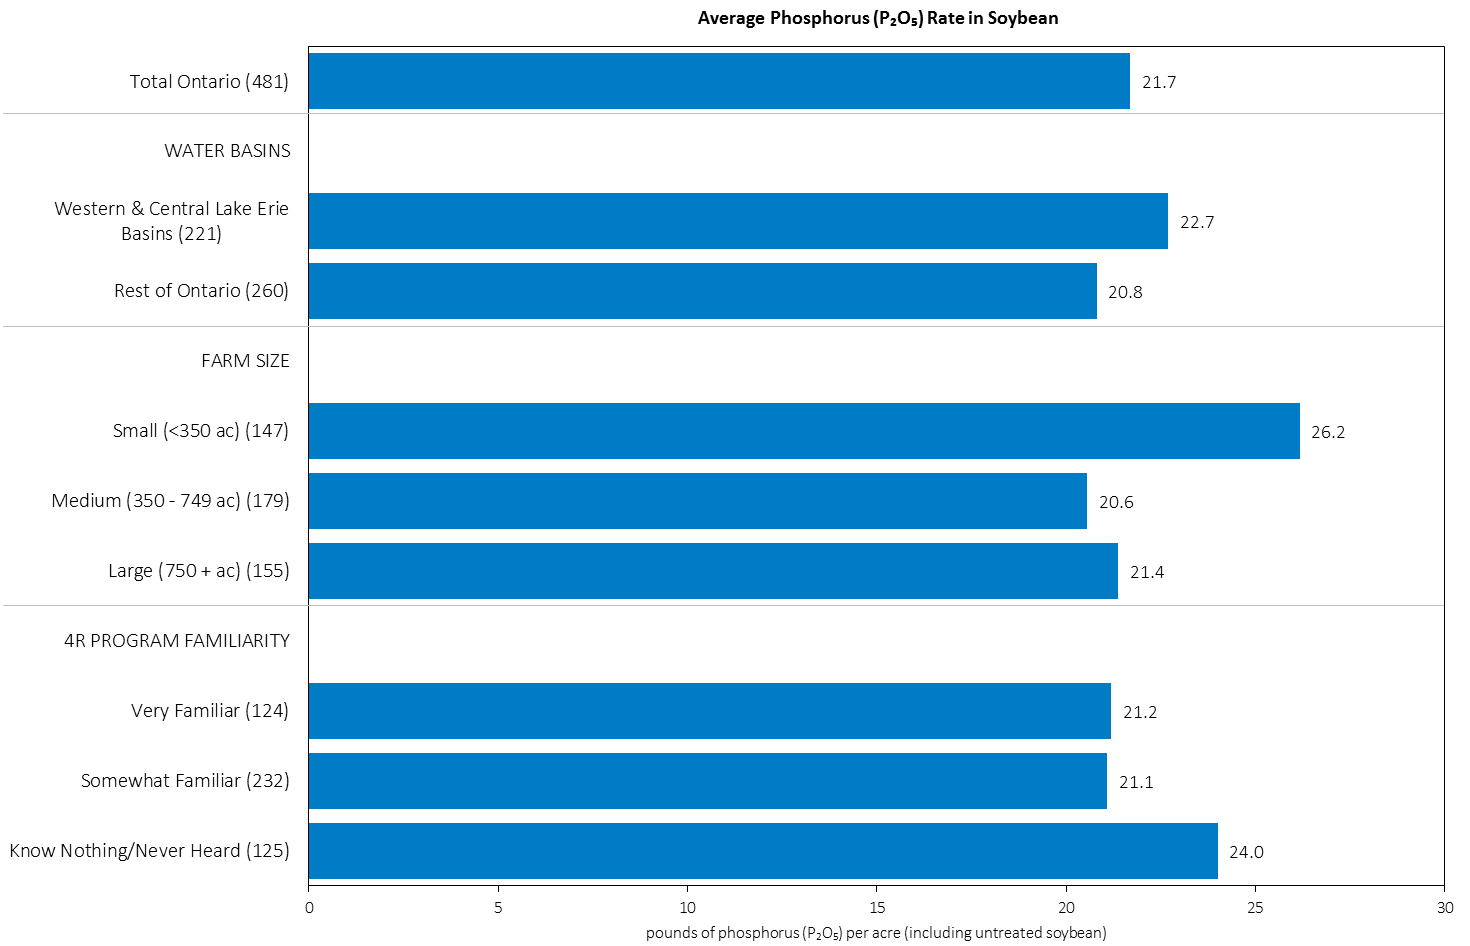 Average Phosphorus (P₂O₅) Rate in Soybean
Total Ontario (481)
21.7
WATER BASINS
Western & Central Lake Erie
Basins (221)
22.7
Rest of Ontario (260)
20.8
FARM SIZE
Small (<350 ac) (147)
26.2
Medium (350 - 749 ac) (179)
20.6
Large (750 + ac) (155)
21.4
4R PROGRAM FAMILIARITY
Very Familiar (124)
21.2
Somewhat Familiar (232)
21.1
Know Nothing/Never Heard (125)
24.0
0 5 10 15 20 25 30
pounds of phosphorus (P₂O₅) per acre (including untreated soybean)